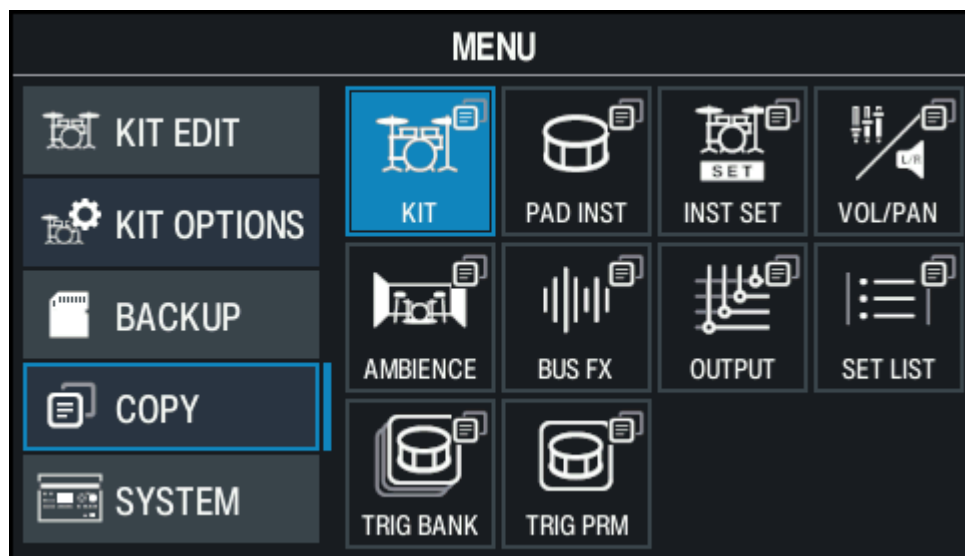 MENU
KIT EDIT
KIT OPTIONS
BACKUP
COPY
SYSTEM
KIT
PAD INST
SET
INST SET
L/R
VOL/PAN
AMBIENCE
BUS FX
OUTPUT
SET LIST
TRIG BANK
TRIG PRM